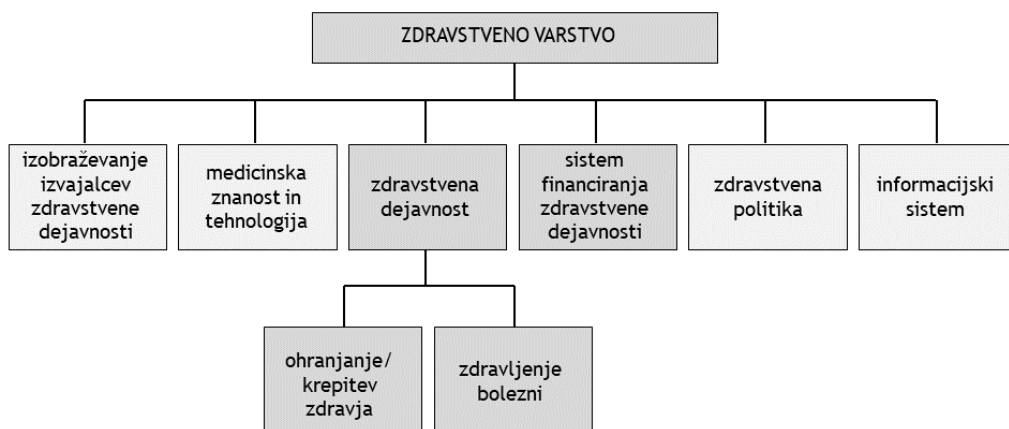 ZDRAVSTVENO VARSTVO
izobraževanje
izvajalcev
zdravstvene
dejavnosti
medicinska
znanost in
tehnologija
zdravstvena
dejavnost
sistem
financiranja
zdravstvene
dejavnosti
zdravstvena
politika
informacijski
sistem
ohranjanje/
krepitev
zdravja
zdravljenje
bolezni